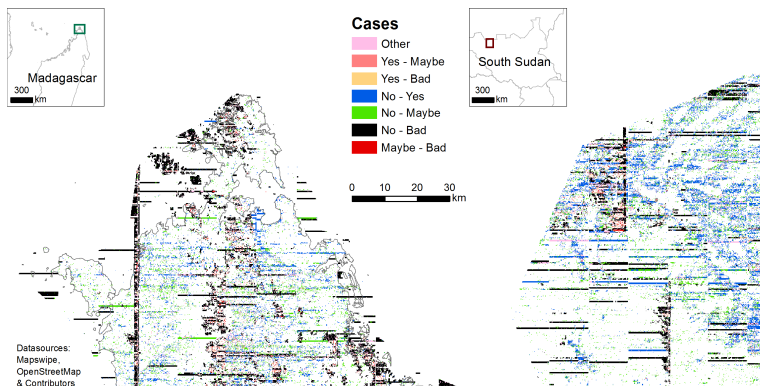 Madagascar
300
km
Cases
Other
Yes - Maybe
Yes - Bad
No - Yes
No - Maybe
No - Bad
Maybe - Bad
0 10 20 30 km
South Sudan
300
km
Datasources:
Mapswipe,
OpenStreetMap
& Contributors